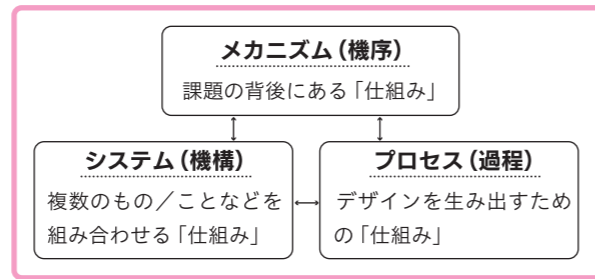 メカニズム（機序）
課題の背後にある「仕組み」
システム（機構）
複数のもの／ことなどを
組み合わせる「仕組み」
プロセス（過程）
デザインを生み出すため
の「仕組み」